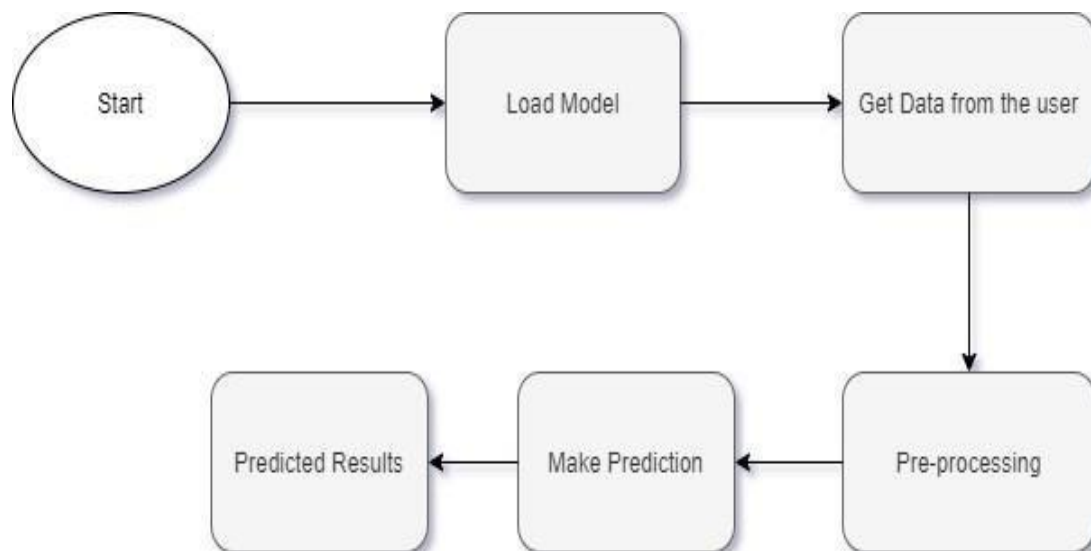 Start
Load Model
Get Data from the user
Pre-processing
Make Prediction
Predicted Results